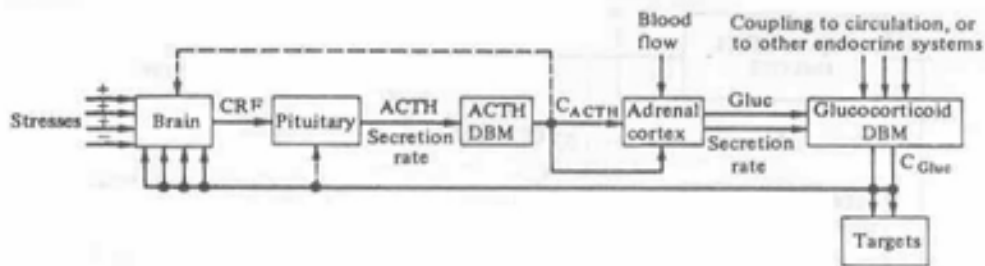 Blood
flow
Coupling to circulation, or
to other endocrine systems
Stresses
+
+
+
−
Brain
CRF
Pituitary
ACTH
Secretion
rate
ACTH
DBM
C_ACTH
Adrenal
cortex
Gluc
Secretion
rate
Glucocorticoid
DBM
C_Gluc
Targets